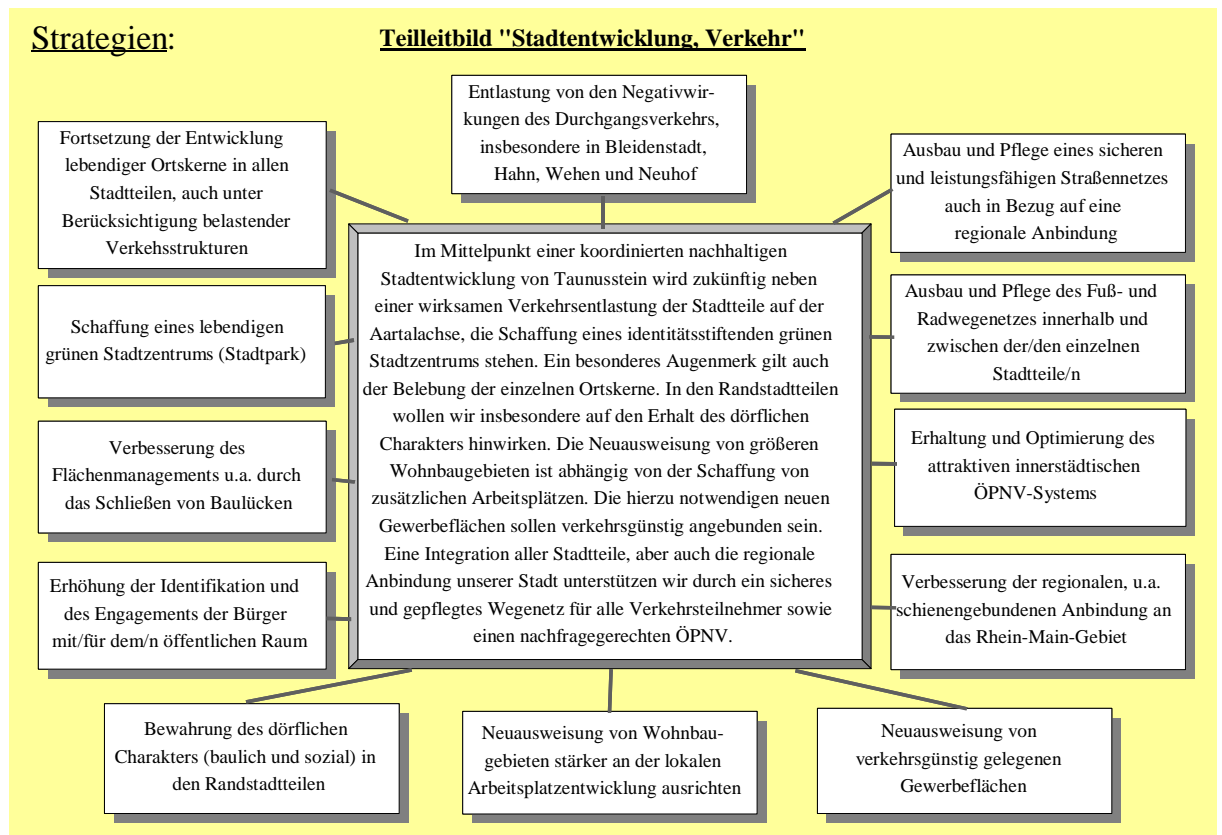 Strategien:
Teilleitbild "Stadtentwicklung, Verkehr"
Entlastung von den Negativwir-
kungen des Durchgangsverkehrs,
insbesondere in Bleidenstadt,
Hahn, Wehen und Neuhof
Fortsetzung der Entwicklung
lebendiger Ortskerne in allen
Stadtteilen, auch unter
Berücksichtigung belastender
Verkehsstrukturen
Ausbau und Pflege eines sicheren
und leistungsfähigen Straßennetzes
auch in Bezug auf eine
regionale Anbindung
Im Mittelpunkt einer koordinierten nachhaltigen
Stadtentwicklung von Taunusstein wird zukünftig neben
einer wirksamen Verkehrsentlastung der Stadtteile auf der
Aartalachse, die Schaffung eines identitätsstiftenden grünen
Stadtzentrums stehen. Ein besonderes Augenmerk gilt auch
der Belebung der einzelnen Ortskerne. In den Randstadtteilen
wollen wir insbesondere auf den Erhalt des dörflichen
Charakters hinwirken. Die Neuausweisung von größeren
Wohnbaugebieten ist abhängig von der Schaffung von
zusätzlichen Arbeitsplätzen. Die hierzu notwendigen neuen
Gewerbeflächen sollen verkehrsgünstig angebunden sein.
Eine Integration aller Stadtteile, aber auch die regionale
Anbindung unserer Stadt unterstützen wir durch ein sicheres
und gepflegtes Wegenetz für alle Verkehrsteilnehmer sowie
einen nachfragegerechten ÖPNV.
Schaffung eines lebendigen
grünen Stadtzentrums (Stadtpark)
Ausbau und Pflege des Fuß- und
Radwegenetzes innerhalb und
zwischen der/den einzelnen
Stadtteile/n
Verbesserung des
Flächenmanagements u.a. durch
das Schließen von Baulücken
Erhaltung und Optimierung des
attraktiven innerstädtischen
ÖPNV-Systems
Erhöhung der Identifikation und
des Engagements der Bürger
mit/für dem/n öffentlichen Raum
Verbesserung der regionalen, u.a.
schienengebundenen Anbindung an
das Rhein-Main-Gebiet
Bewahrung des dörflichen
Charakters (baulich und sozial) in
den Randstadtteilen
Neuausweisung von Wohnbau-
gebieten stärker an der lokalen
Arbeitsplatzentwicklung ausrichten
Neuausweisung von
verkehrsgünstig gelegenen
Gewerbeflächen